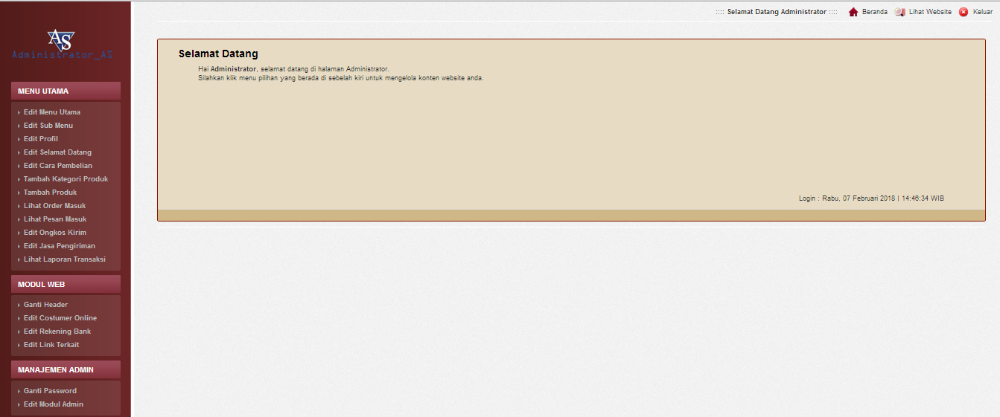 :::: Selamat Datang Administrator :::: Beranda Lihat Website Keluar
AS
Administrator_AS
MENU UTAMA
Edit Menu Utama
Edit Sub Menu
Edit Profil
Edit Selamat Datang
Edit Cara Pembelian
Tambah Kategori Produk
Tambah Produk
Lihat Order Masuk
Lihat Pesan Masuk
Edit Ongkos Kirim
Edit Jasa Pengiriman
Lihat Laporan Transaksi
MODUL WEB
Ganti Header
Edit Costumer Online
Edit Rekening Bank
Edit Link Terkait
MANAJEMEN ADMIN
Ganti Password
Edit Modul Admin
Selamat Datang
Hai Administrator, selamat datang di halaman Administrator.
Silahkan klik menu pilihan yang berada di sebelah kiri untuk mengelola konten website anda.
Login : Rabu, 07 Februari 2018 | 14:46:34 WIB